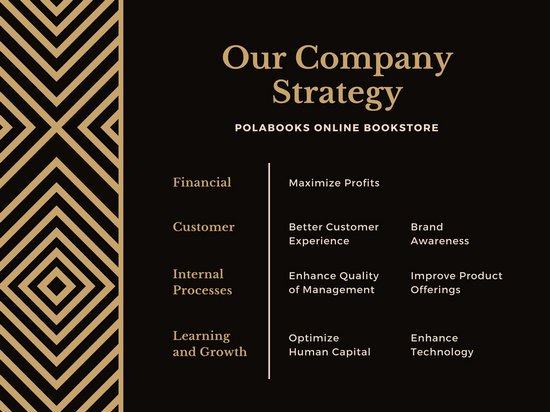 Our Company
Strategy
POLABOOKS ONLINE BOOKSTORE
Financial
Maximize Profits
Customer
Better Customer
Experience
Brand
Awareness
Internal
Processes
Enhance Quality
of Management
Improve Product
Offerings
Learning
and Growth
Optimize
Human Capital
Enhance
Technology